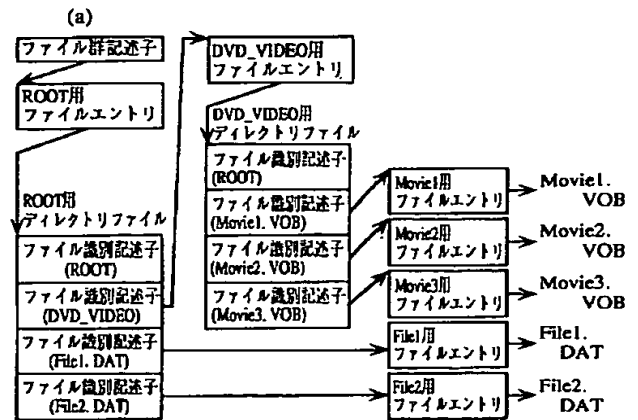 (a)
ファイル群記述子
ROOT用
ファイルエントリ
ROOT用
ディレクトリファイル
ファイル識別記述子
(ROOT)
ファイル識別記述子
(DVD_VIDEO)
ファイル識別記述子
(File1. DAT)
ファイル識別記述子
(File2. DAT)
DVD_VIDEO用
ファイルエントリ
DVD_VIDEO用
ディレクトリファイル
ファイル識別記述子
(ROOT)
ファイル識別記述子
(Movie1. VOB)
ファイル識別記述子
(Movie2. VOB)
ファイル識別記述子
(Movie3. VOB)
Movie1用
ファイルエントリ
Movie1.
VOB
Movie2用
ファイルエントリ
Movie2.
VOB
Movie3用
ファイルエントリ
Movie3.
VOB
File1用
ファイルエントリ
File1.
DAT
File2用
ファイルエントリ
File2.
DAT